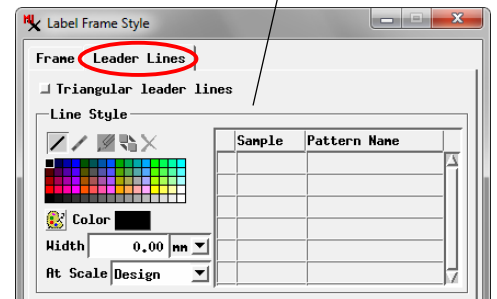 Label Frame Style
Frame Leader Lines
Triangular leader lines
Line Style
Sample Pattern Name
Color
Width 0.00 mm
At Scale Design